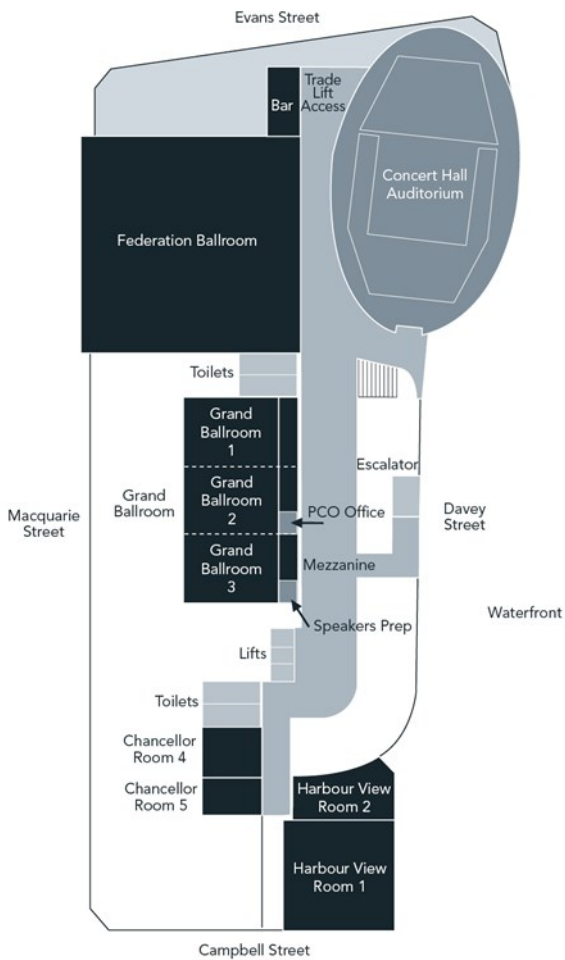 Evans Street
Trade
Lift
Access
Bar
Concert Hall
Auditorium
Federation Ballroom
Toilets
Grand
Ballroom
1
Escalator
Grand
Ballroom
2
Grand
Ballroom
PCO Office
Davey
Street
Macquarie
Street
Grand
Ballroom
3
Mezzanine
Waterfront
Speakers Prep
Lifts
Toilets
Chancellor
Room 4
Chancellor
Room 5
Harbour View
Room 2
Harbour View
Room 1
Campbell Street